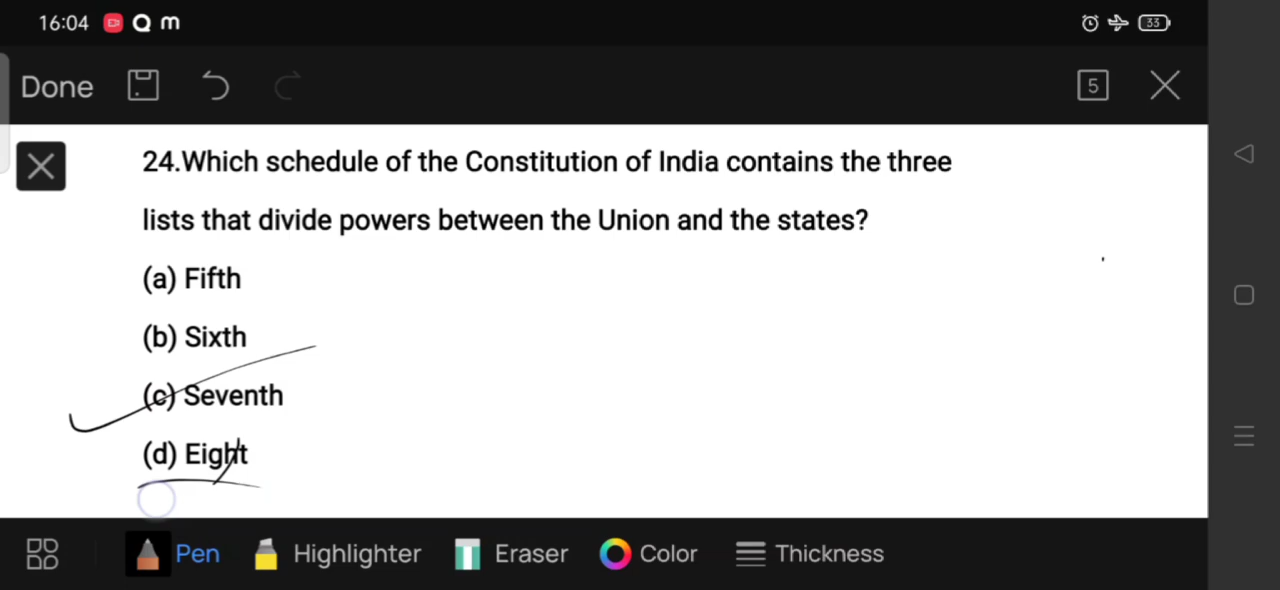 16:04 m 33
Done 5
24.Which schedule of the Constitution of India contains the three
lists that divide powers between the Union and the states?
(a) Fifth
(b) Sixth
(c) Seventh
(d) Eight
Pen Highlighter Eraser Color Thickness